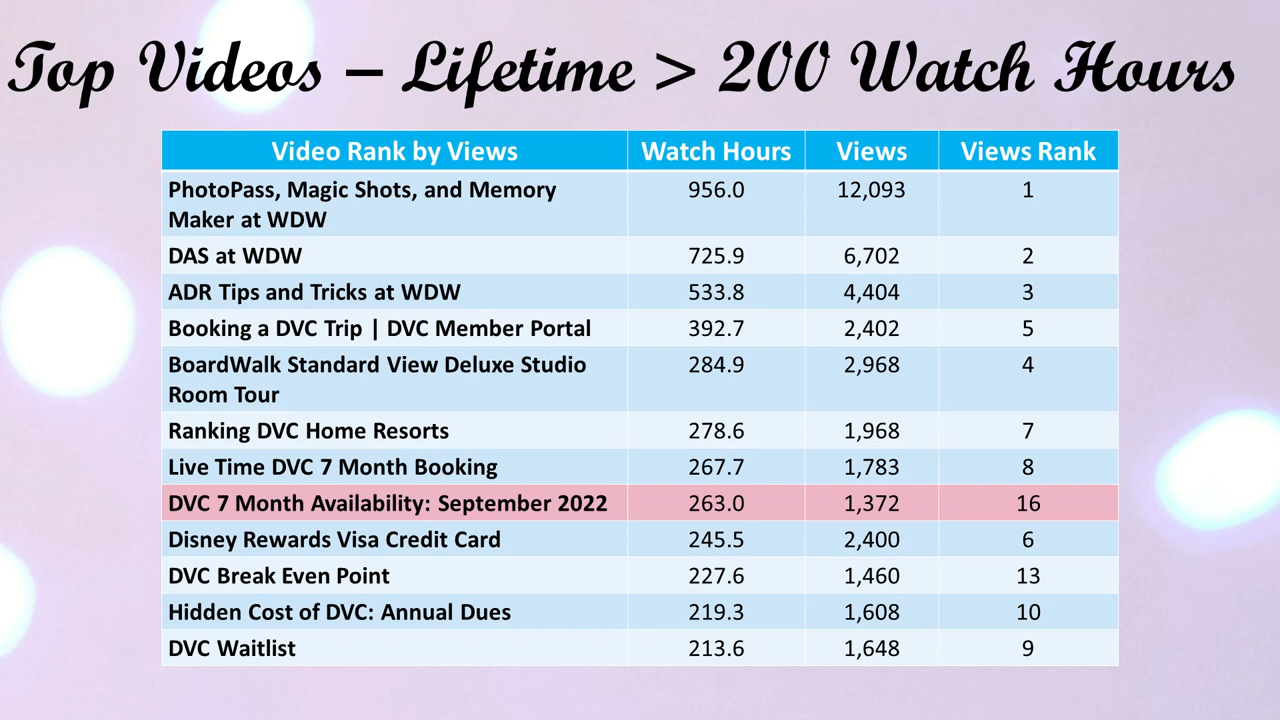 Top Videos – Lifetime > 200 Watch Hours
Video Rank by Views Watch Hours Views Views Rank
PhotoPass, Magic Shots, and Memory 956.0 12,093 1
Maker at WDW
DAS at WDW 725.9 6,702 2
ADR Tips and Tricks at WDW 533.8 4,404 3
Booking a DVC Trip | DVC Member Portal 392.7 2,402 5
BoardWalk Standard View Deluxe Studio 284.9 2,968 4
Room Tour
Ranking DVC Home Resorts 278.6 1,968 7
Live Time DVC 7 Month Booking 267.7 1,783 8
DVC 7 Month Availability: September 2022 263.0 1,372 16
Disney Rewards Visa Credit Card 245.5 2,400 6
DVC Break Even Point 227.6 1,460 13
Hidden Cost of DVC: Annual Dues 219.3 1,608 10
DVC Waitlist 213.6 1,648 9